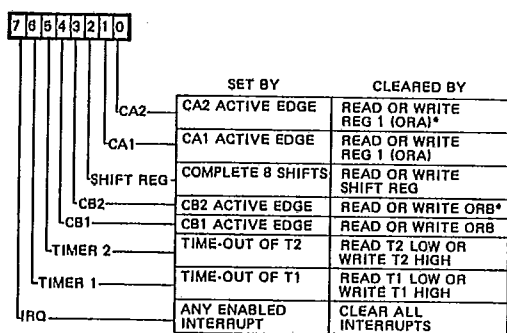 7 6 5 4 3 2 1 0
SET BY CLEARED BY
CA2 CA2 ACTIVE EDGE READ OR WRITE
REG 1 (ORA)*
CA1 CA1 ACTIVE EDGE READ OR WRITE
REG 1 (ORA)
SHIFT REG COMPLETE 8 SHIFTS READ OR WRITE
SHIFT REG
CB2 CB2 ACTIVE EDGE READ OR WRITE ORB*
CB1 CB1 ACTIVE EDGE READ OR WRITE ORB
TIMER 2 TIME-OUT OF T2 READ T2 LOW OR
WRITE T2 HIGH
TIMER 1 TIME-OUT OF T1 READ T1 LOW OR
WRITE T1 HIGH
IRQ ANY ENABLED CLEAR ALL
INTERRUPT INTERRUPTS